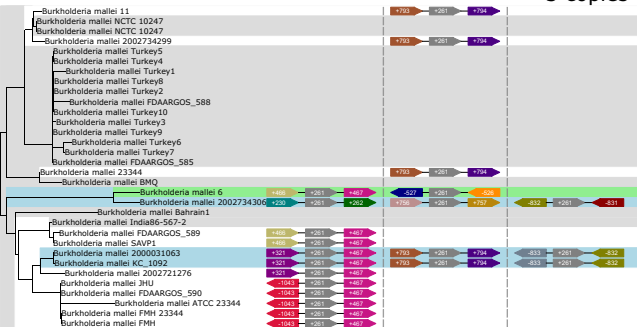 5 copies
Burkholderia mallei 11 +793 +261 +794
Burkholderia mallei NCTC 10247
Burkholderia mallei NCTC 10247
Burkholderia mallei 2002734299 +793 +261 +794
Burkholderia mallei Turkey5
Burkholderia mallei Turkey4
Burkholderia mallei Turkey1
Burkholderia mallei Turkey8
Burkholderia mallei Turkey2
Burkholderia mallei FDAARGOS_588
Burkholderia mallei Turkey10
Burkholderia mallei Turkey3
Burkholderia mallei Turkey9
Burkholderia mallei Turkey6
Burkholderia mallei Turkey7
Burkholderia mallei FDAARGOS_585
Burkholderia mallei 23344 +793 +261 +794
Burkholderia mallei BMQ
Burkholderia mallei 6 +466 +261 +467 -527 +261 -526
Burkholderia mallei 2002734306 +230 +261 +262 +756 +261 +757 -832 +261 -831
Burkholderia mallei Bahrain1
Burkholderia mallei India86-567-2
Burkholderia mallei FDAARGOS_589 +466 +261 +467
Burkholderia mallei SAVP1 +466 +261 +467
Burkholderia mallei 2000031063 +321 +261 +467 +793 +261 +794 -833 +261 -832
Burkholderia mallei KC_1092 +321 +261 +467 +793 +261 +794 -833 +261 -832
Burkholderia mallei 2002721276 +321 +261 +467
Burkholderia mallei JHU -1043 +261 +467
Burkholderia mallei FDAARGOS_590 -1043 +261 +467
Burkholderia mallei ATCC 23344 -1043 +261 +467
Burkholderia mallei FMH 23344 -1043 +261 +467
Burkholderia mallei FMH -1043 +261 +467